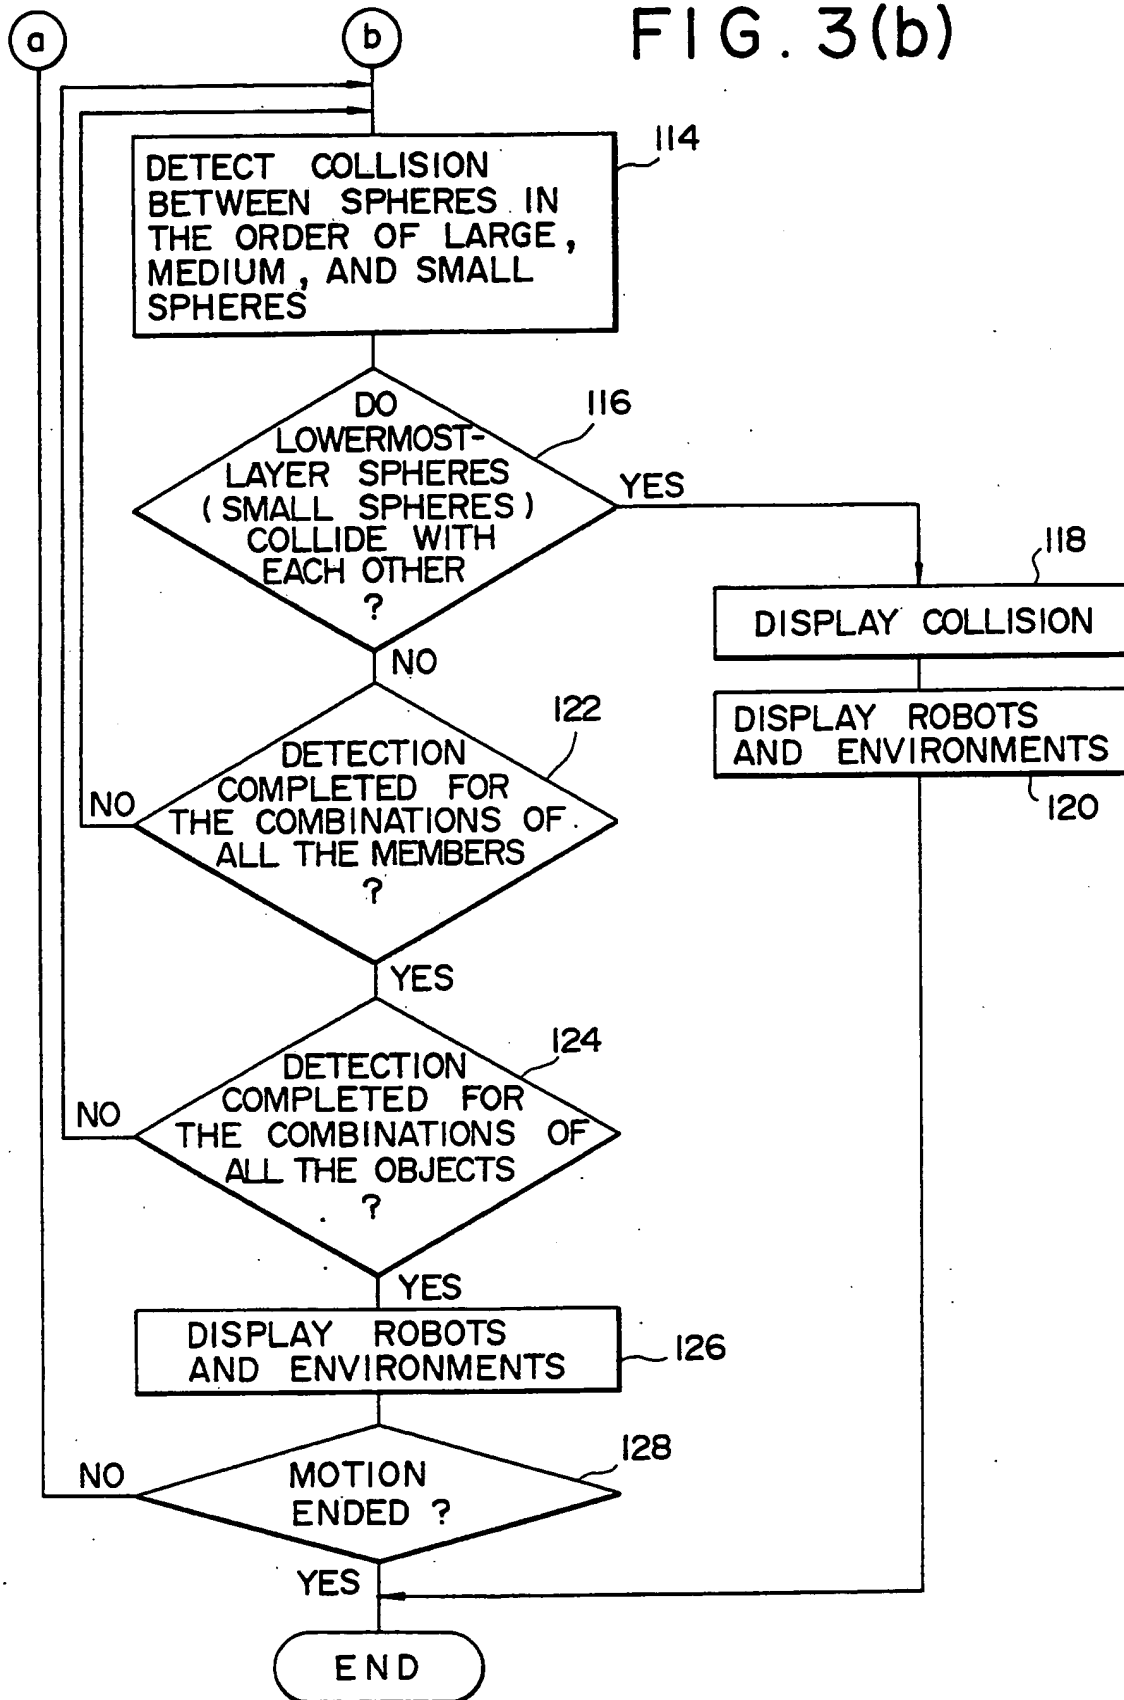 a
b
FIG. 3(b)
DETECT COLLISION
BETWEEN SPHERES IN
THE ORDER OF LARGE,
MEDIUM, AND SMALL
SPHERES
114
DO
LOWERMOST-
LAYER SPHERES
(SMALL SPHERES)
COLLIDE WITH
EACH OTHER
?
116
YES
NO
118
DISPLAY COLLISION
DISPLAY ROBOTS
AND ENVIRONMENTS
120
122
DETECTION
COMPLETED FOR
THE COMBINATIONS OF
ALL THE MEMBERS
?
NO
YES
124
DETECTION
COMPLETED FOR
THE COMBINATIONS OF
ALL THE OBJECTS
?
NO
YES
DISPLAY ROBOTS
AND ENVIRONMENTS
126
128
MOTION
ENDED ?
NO
YES
END